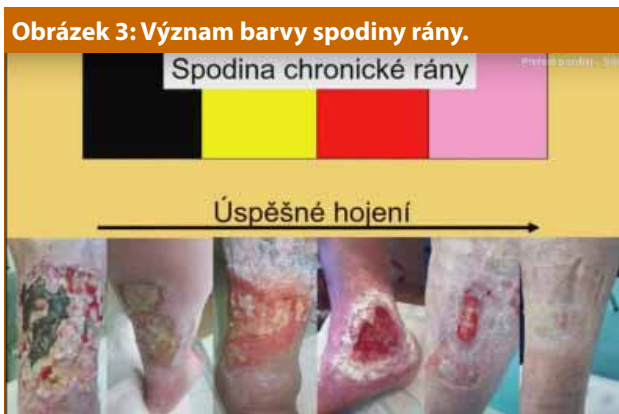 Obrázek 3: Význam barvy spodiny rány.
Spodina chronické rány
Úspěšné hojení